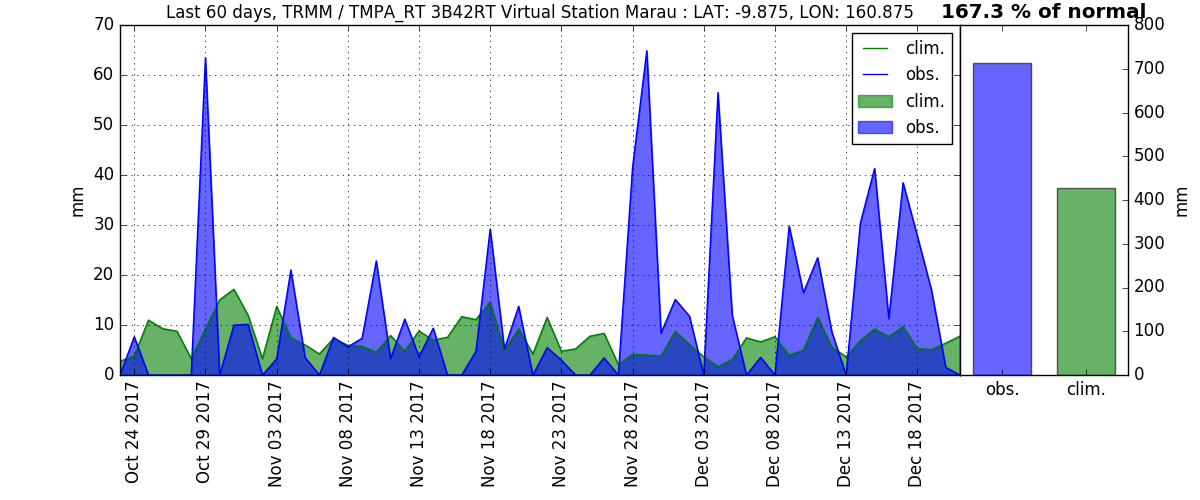 Last 60 days, TRMM / TMPA_RT 3B42RT Virtual Station Marau : LAT: -9.875, LON: 160.875
167.3 % of normal
70
60
50
40
30
20
10
0
mm
clim.
obs.
clim.
obs.
800
700
600
500
400
300
200
100
0
mm
obs.
clim.
Oct 24 2017
Oct 29 2017
Nov 03 2017
Nov 08 2017
Nov 13 2017
Nov 18 2017
Nov 23 2017
Nov 28 2017
Dec 03 2017
Dec 08 2017
Dec 13 2017
Dec 18 2017